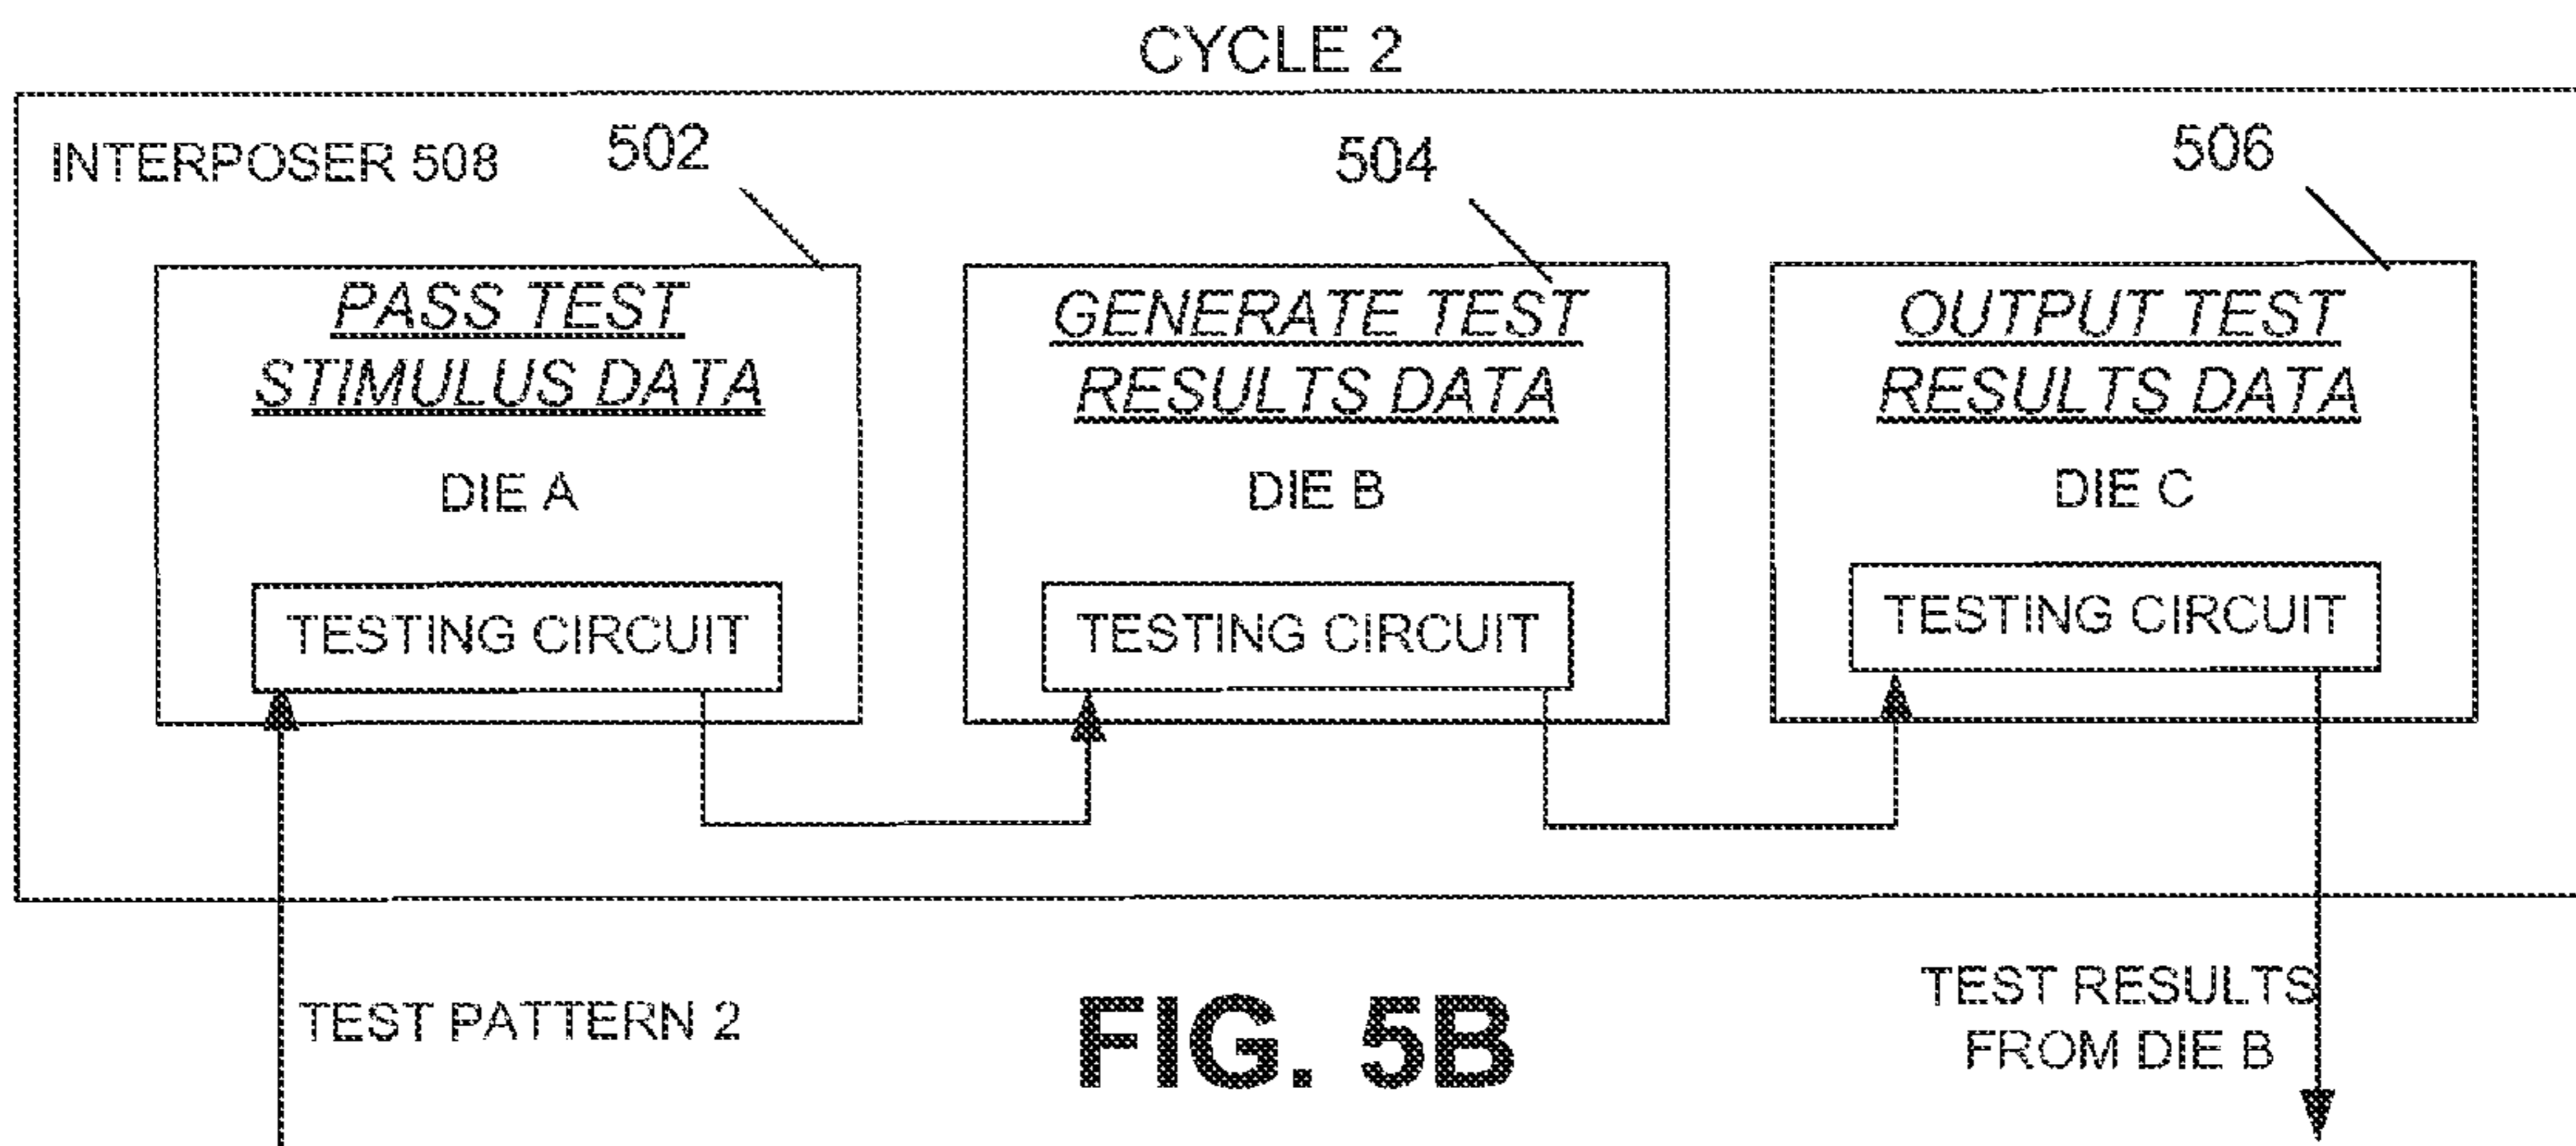 CYCLE 2
INTERPOSER 508
502
504
506
PASS TEST
STIMULUS DATA
DIE A
TESTING CIRCUIT
GENERATE TEST
RESULTS DATA
DIE B
TESTING CIRCUIT
OUTPUT TEST
RESULTS DATA
DIE C
TESTING CIRCUIT
TEST PATTERN 2
FIG. 5B
TEST RESULTS
FROM DIE B